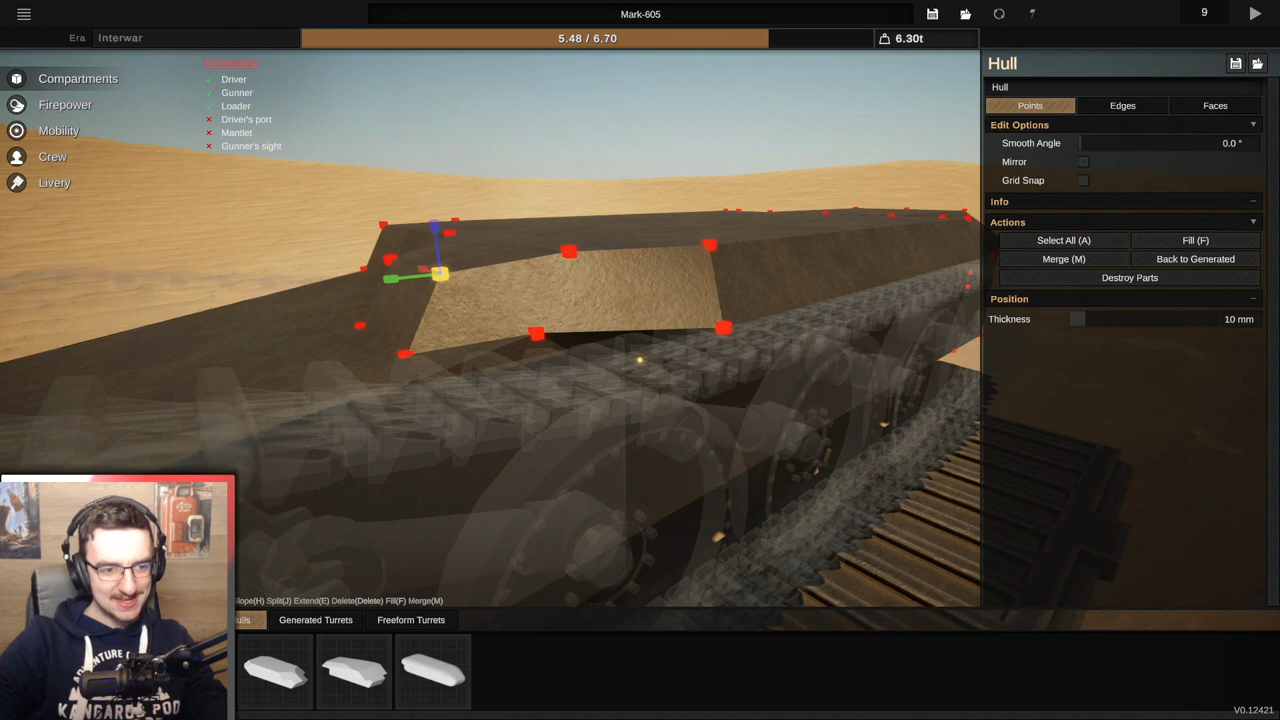 Mark-605
9
Era
Interwar
5.48 / 6.70
6.30t
Essentials
Driver
Gunner
Loader
Driver's port
Mantlet
Gunner's sight
Compartments
Firepower
Mobility
Crew
Livery
Hull
Hull
Points
Edges
Faces
Edit Options
Smooth Angle
0.0 °
Mirror
Grid Snap
Info
Actions
Select All (A)
Fill (F)
Merge (M)
Back to Generated
Destroy Parts
Position
Thickness
10 mm
Slope(H) Split(J) Extend(E) Delete(Delete) Fill(F) Merge(M)
Generated Turrets
Freeform Turrets
KANGAROO POD
V0.12421